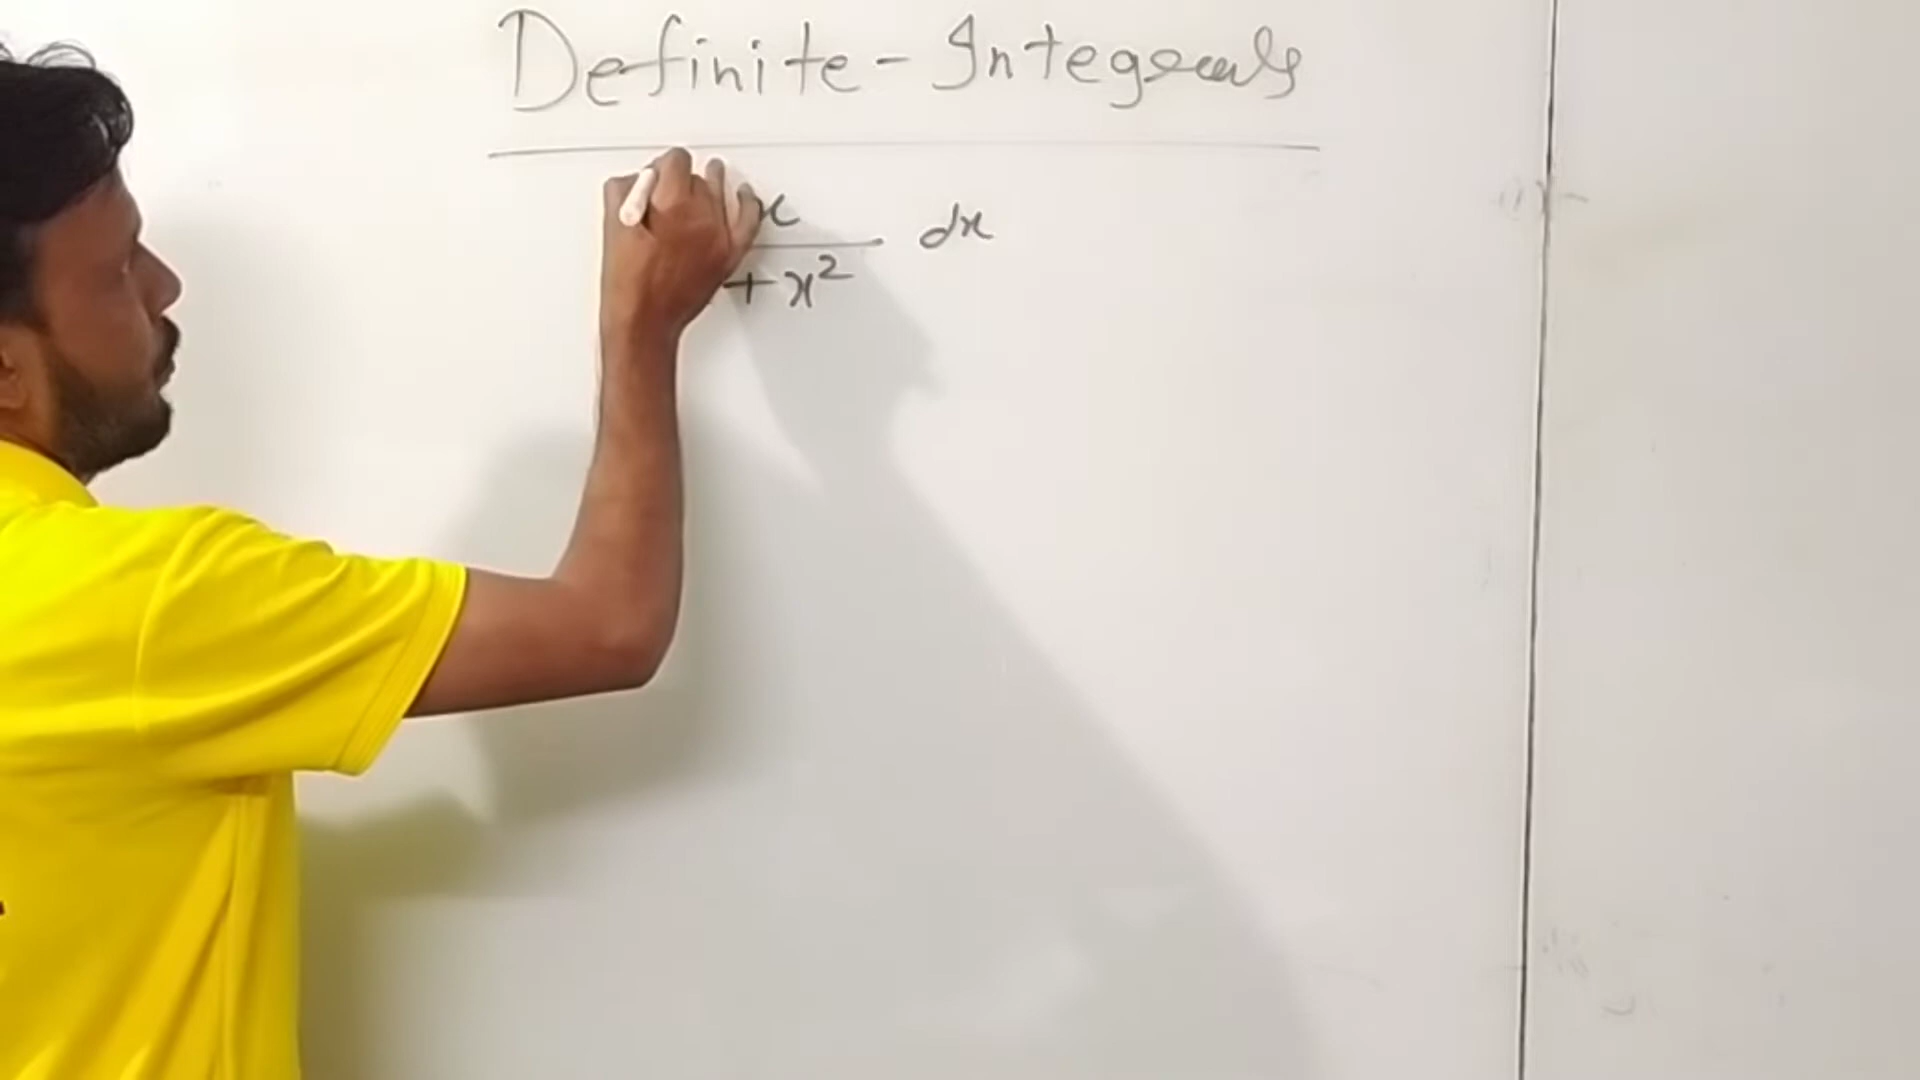 Definite-Integrals
x
+x² dx